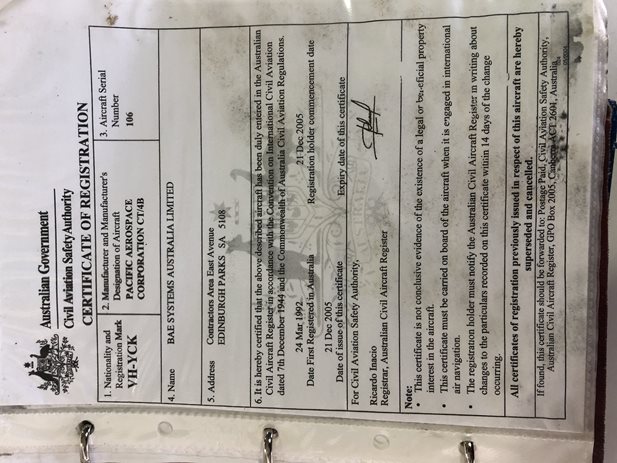 Australian Government
Civil Aviation Safety Authority
CERTIFICATE OF REGISTRATION
1. Nationality and
Registration Mark
VH-YCK
2. Manufacturer and Manufacturer's
Designation of Aircraft
PACIFIC AEROSPACE
CORPORATION CT/4B
3. Aircraft Serial
Number
106
4. Name
BAE SYSTEMS AUSTRALIA LIMITED
5. Address
Contractors Area East Avenue
EDINBURGH PARKS SA 5108
6. It is hereby certified that the above described aircraft has been duly entered in the Australian
Civil Aircraft Register in accordance with the Convention on International Civil Aviation
dated 7th December 1944 and the Commonwealth of Australia Civil Aviation Regulations.
24 Mar, 1992
Date First Registered in Australia
21 Dec 2005
Registration holder commencement date
21 Dec 2005
Date of issue of this certificate
Expiry date of this certificate
For Civil Aviation Safety Authority,
Ricardo Inacio
Registrar, Australian Civil Aircraft Register
Note:
• This certificate is not conclusive evidence of the existence of a legal or beneficial property
interest in the aircraft.
• This certificate must be carried on board of the aircraft when it is engaged in international
air navigation.
• The registration holder must notify the Australian Civil Aircraft Register in writing about
changes to the particulars recorded on this certificate within 14 days of the change
occurring.
All certificates of registration previously issued in respect of this aircraft are hereby
superseded and cancelled.
If found, this certificate should be forwarded to: Postage Paid, Civil Aviation Safety Authority,
Australian Civil Aircraft Register, GPO Box 2005, Canberra ACT 2601, Australia